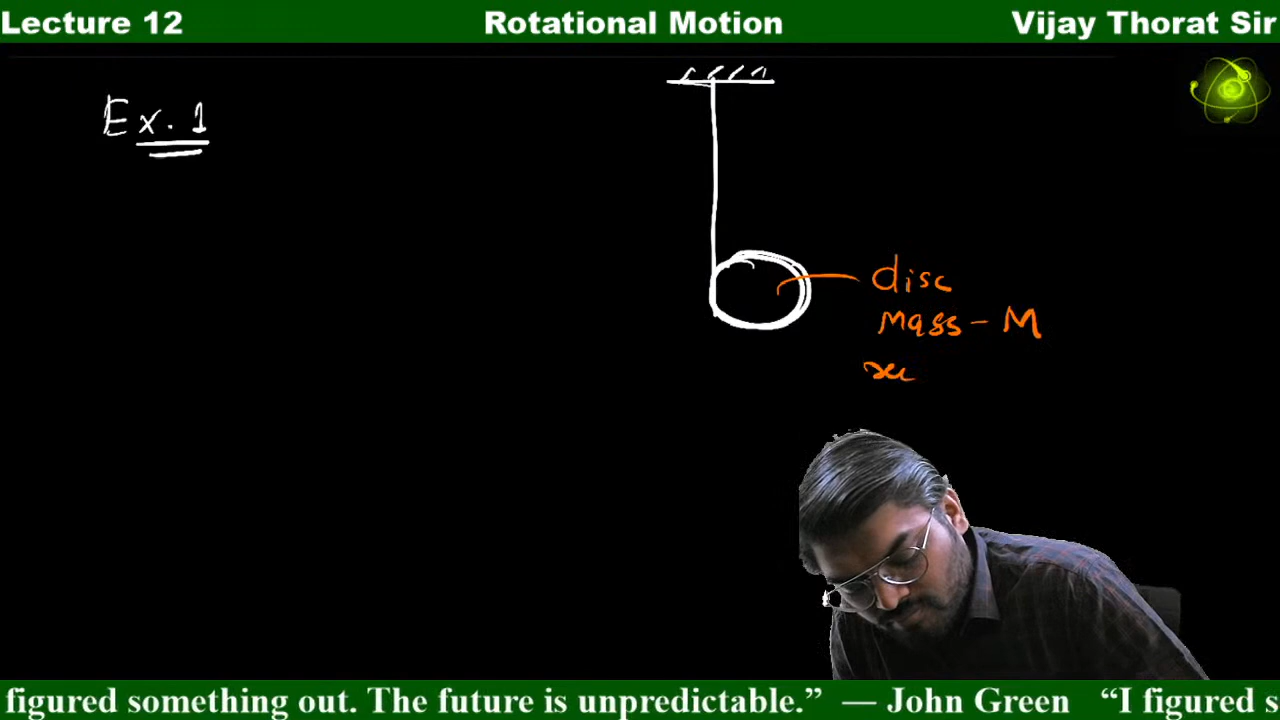 Lecture 12
Rotational Motion
Vijay Thorat Sir
Ex. 1
disc
Mass - M
figured something out. The future is unpredictable.” — John Green “I figured s